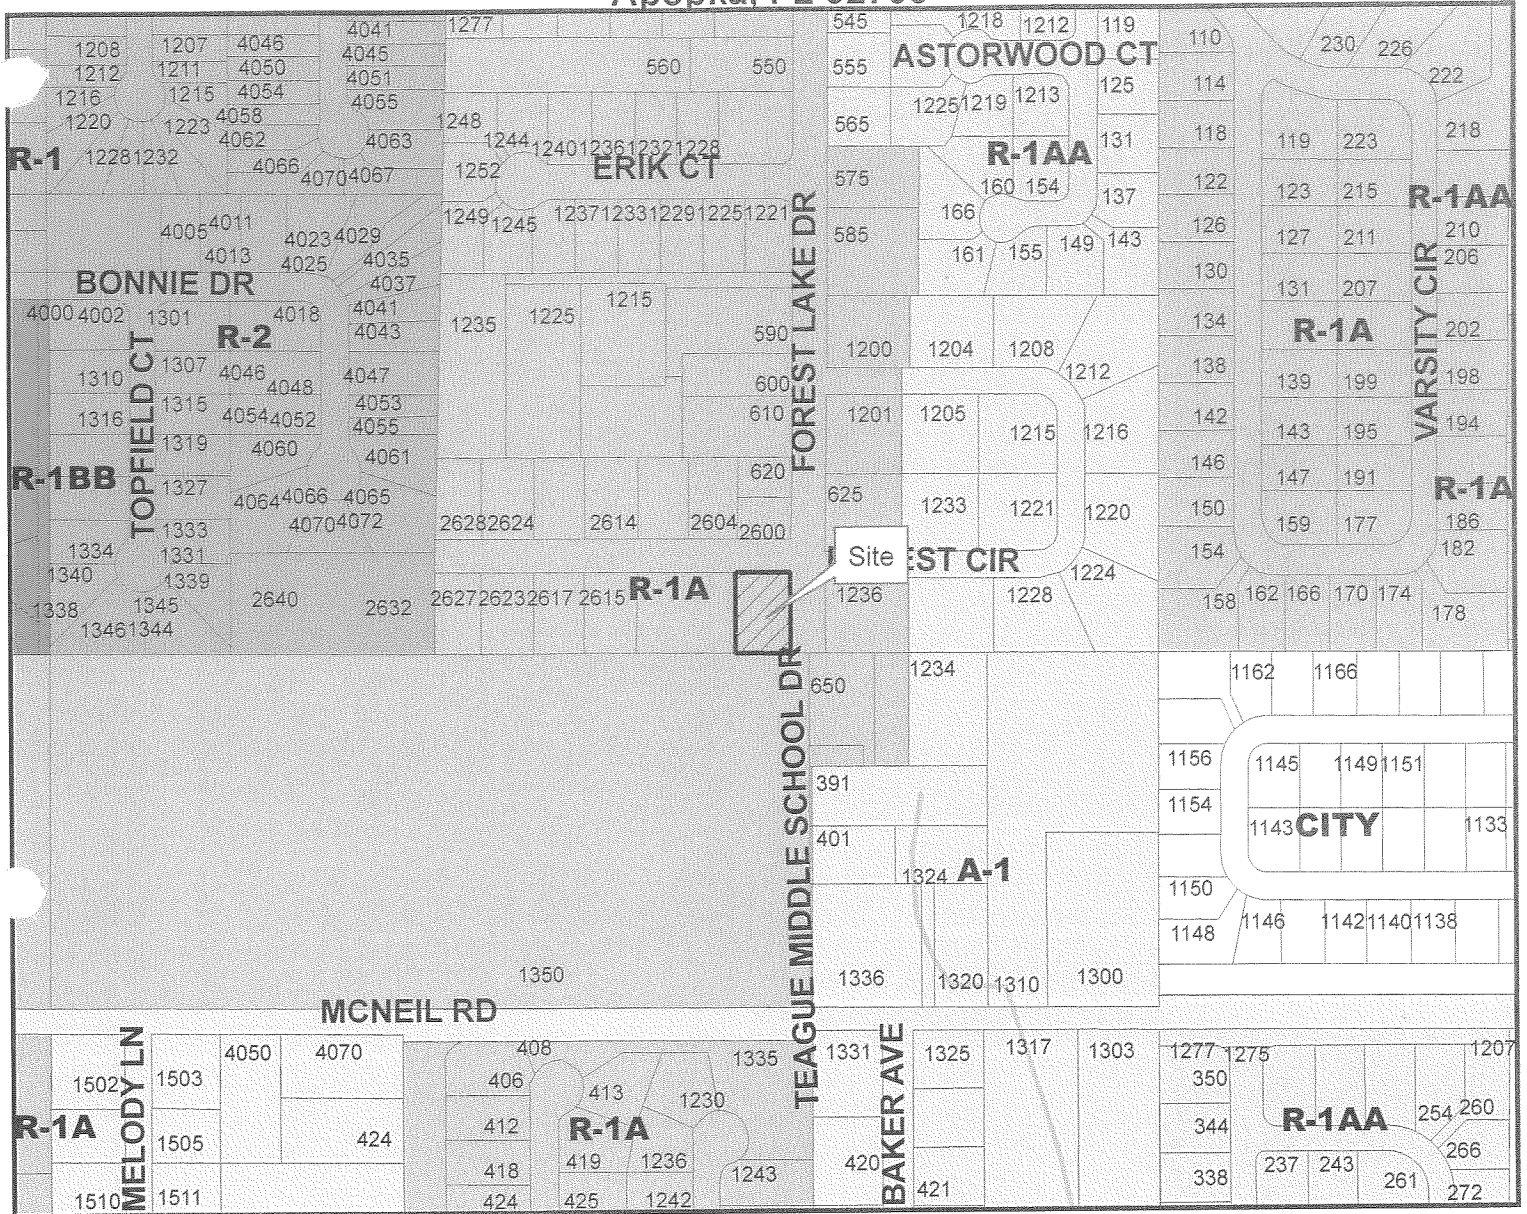 4041 1277 545 1218 1212 119 110 230 226
1208 1207 4046 4045 560 550 555 ASTORWOOD CT 114 222
1212 1211 4050 4051 1225 1219 1213 125
1216 1215 4054 4055 565
1220 1223 4058 1248 131 118 119 223 218
R-1 1228 1232 4062 4063 1244 1240 1236 1232 1228 R-1AA
4066 4070 4067 1252 ERIK CT 575 160 154 137 122 123 215 R-1AA
4005 4011 1249 1245 1237 1233 1229 1225 1221 166 126 210
4013 4023 4029 585 161 155 149 143 127 211 206
4025 4035
BONNIE DR 4037 FOREST LAKE DR 130 131 207 VARSITY CIR
4000 4002 1301 4018 4041 1235 1225 1215 134 202
R-2 4043 590 1200 1204 1208 R-1A
TOPFIELD CT
1310 1307 4046 4048 4047 600 1212 138 139 199 198
1316 1315 4054 4052 4053 610 1201 1205 142
1319 4060 4055 1215 1216 143 195 194
R-1BB 4061 620 146 147 191
1327 4064 4066 4065 625 1233 1221 1220 150 R-1A
1333 4070 4072 2628 2624 2614 2604 2600 159 177 186
1334 1331 Site EST CIR 154 182
1340 1339 R-1A 1224
1338 1345 2640 2632 2627 2623 2617 2615 1236 1228 158 162 166 170 174 178
1346 1344
650 1234 1162 1166
TEAGUE MIDDLE SCHOOL DR
391 1156 1145 1149 1151
401 1154 1143 CITY 1133
1324 A-1 1150
1148 1146 1142 1140 1138
1350 1336 1320 1310 1300
MCNEIL RD
MELODY LN 4050 4070 408 1335 1331 BAKER AVE 1325 1317 1303 1277 1275 1207
1502 1503 406 413 350
R-1A 412 R-1A 1230 344 R-1AA 254 260
1505 424 418 419 1236 1243 420 338 237 243 266
1510 1511 424 425 1242 421 261 272